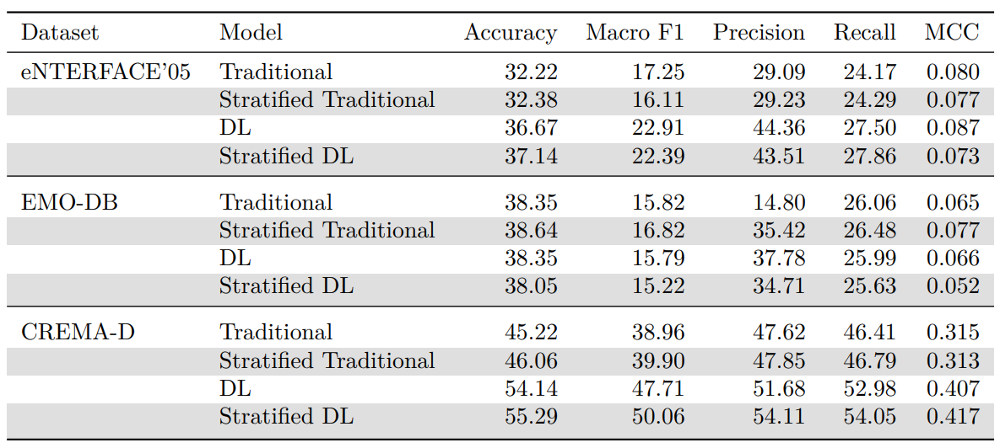 Dataset Model Accuracy Macro F1 Precision Recall MCC
eNTERFACE’05 Traditional 32.22 17.25 29.09 24.17 0.080
Stratified Traditional 32.38 16.11 29.23 24.29 0.077
DL 36.67 22.91 44.36 27.50 0.087
Stratified DL 37.14 22.39 43.51 27.86 0.073
EMO-DB Traditional 38.35 15.82 14.80 26.06 0.065
Stratified Traditional 38.64 16.82 35.42 26.48 0.077
DL 38.35 15.79 37.78 25.99 0.066
Stratified DL 38.05 15.22 34.71 25.63 0.052
CREMA-D Traditional 45.22 38.96 47.62 46.41 0.315
Stratified Traditional 46.06 39.90 47.85 46.79 0.313
DL 54.14 47.71 51.68 52.98 0.407
Stratified DL 55.29 50.06 54.11 54.05 0.417